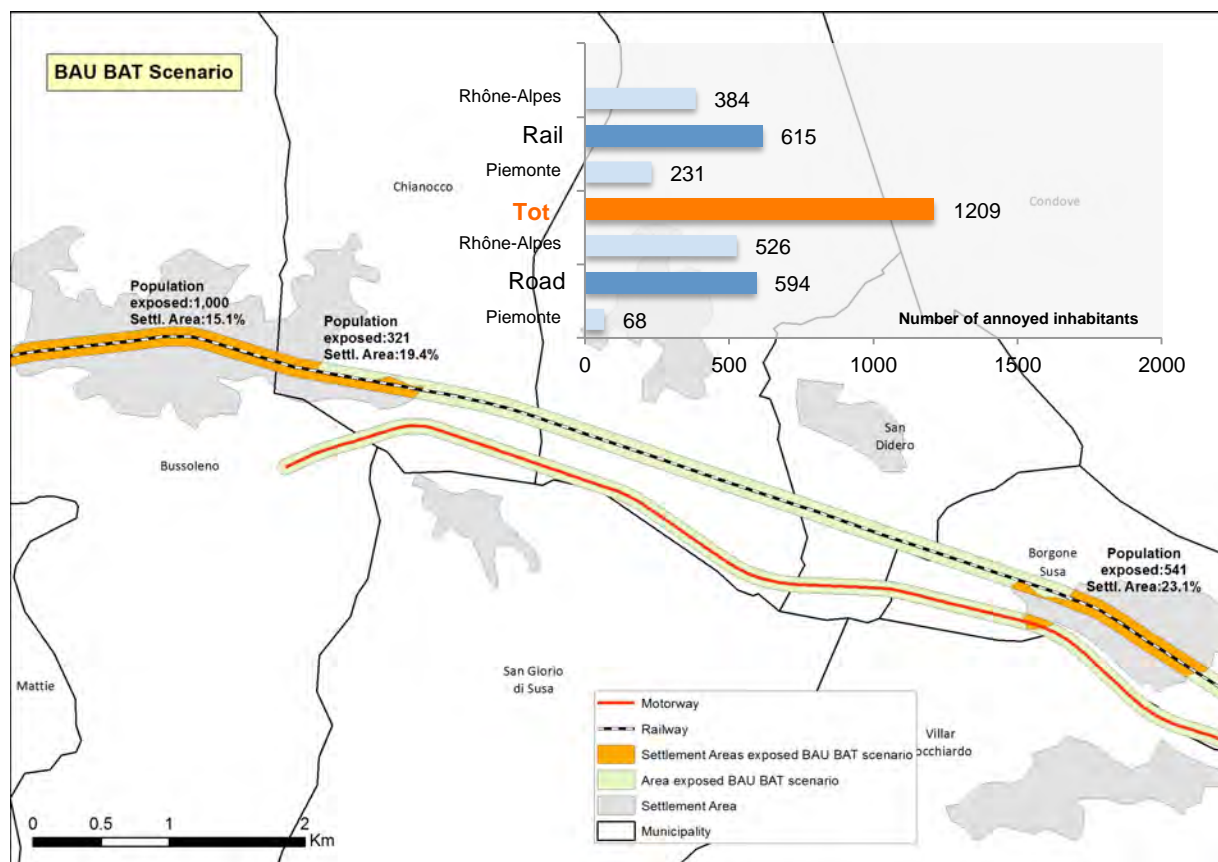 BAU BAT Scenario
Rhône-Alpes
384
Rail
615
Piemonte
231
Tot
1209
Rhône-Alpes
526
Road
594
Piemonte
68
Number of annoyed inhabitants
0
500
1000
1500
2000
Chianocco
Condove
Population
exposed:1,000
Settl. Area:15.1%
Population
exposed:321
Settl. Area:19.4%
Bussoleno
San
Didero
Borgone
Susa
Population
exposed:541
Settl. Area:23,1%
Mattie
San Giorio
di Susa
Villar
occhiardo
Motorway
Railway
Settlement Areas exposed BAU BAT scenario
Area exposed BAU BAT scenario
Settlement Area
Municipality
0
0.5
1
2
Km